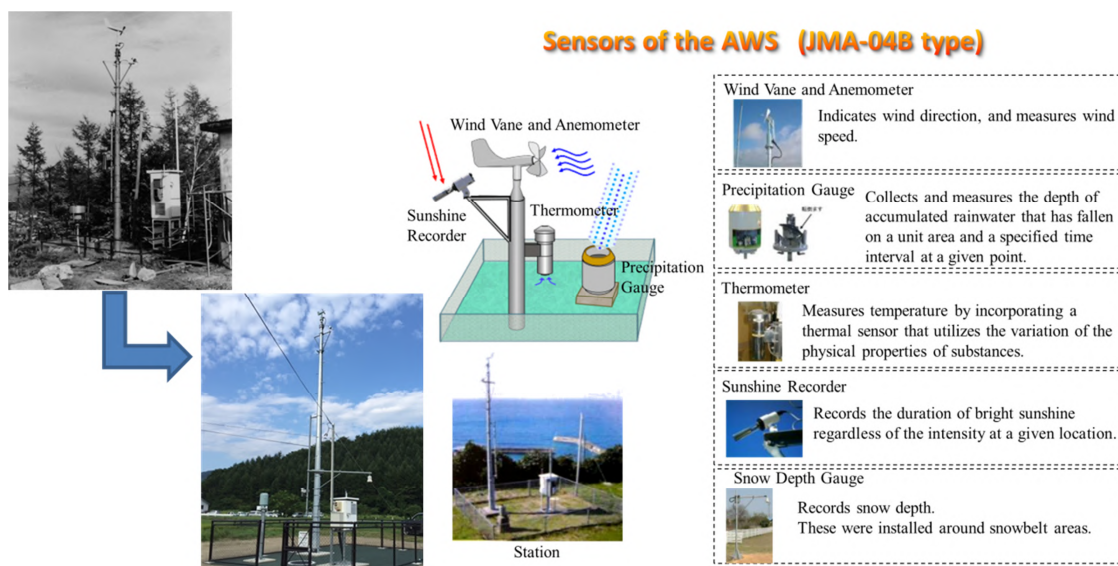 Sensors of the AWS (JMA-04B type)
Wind Vane and Anemometer
Sunshine
Recorder
Thermometer
Precipitation
Gauge
Station
Wind Vane and Anemometer
Indicates wind direction, and measures wind
speed.
Precipitation Gauge
Collects and measures the depth of
accumulated rainwater that has fallen
on a unit area and a specified time
interval at a given point.
Thermometer
Measures temperature by incorporating a
thermal sensor that utilizes the variation of the
physical properties of substances.
Sunshine Recorder
Records the duration of bright sunshine
regardless of the intensity at a given location.
Snow Depth Gauge
Records snow depth.
These were installed around snowbelt areas.